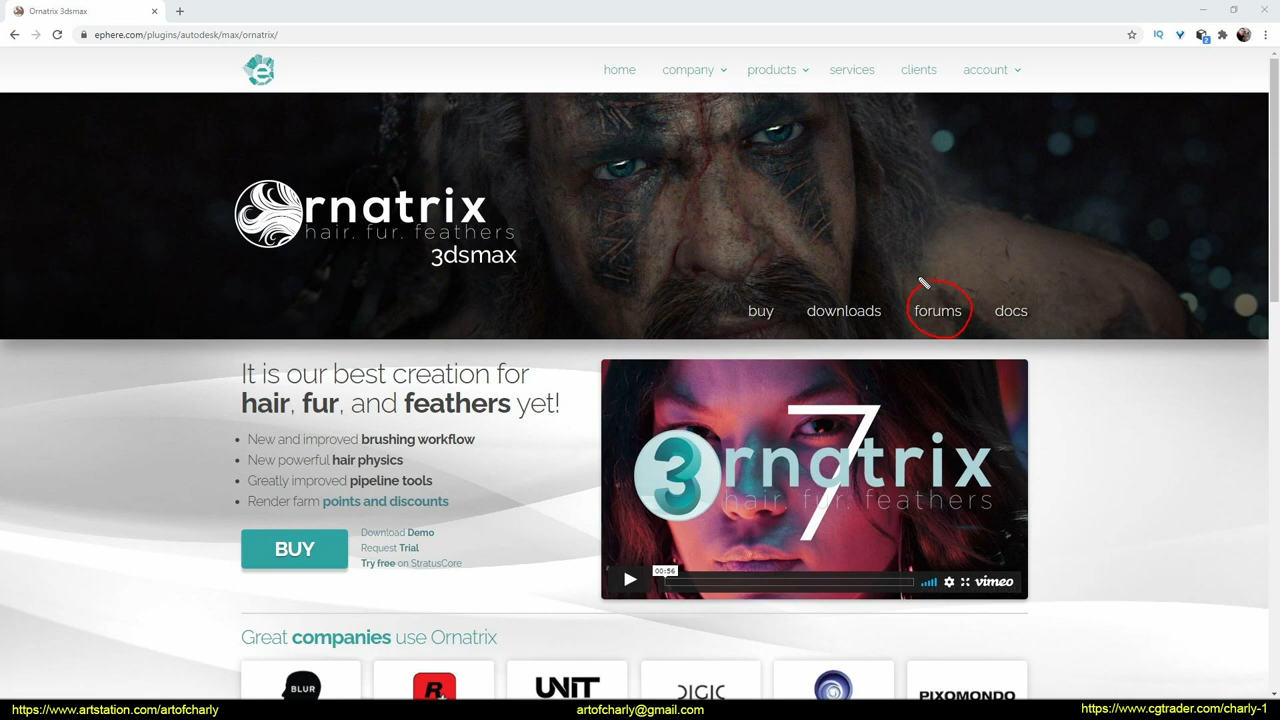 Ornatrix 3dsmax
ephere.com/plugins/autodesk/max/ornatrix/
IQ
2
e
home company products services clients account
rnatrix
hair. fur. feathers
3dsmax
buy downloads forums docs
It is our best creation for
hair, fur, and feathers yet!
• New and improved brushing workflow
• New powerful hair physics
• Greatly improved pipeline tools
• Render farm points and discounts
BUY
Download Demo
Request Trial
Try free on StratusCore
7
3rnatrix
hair. fur. feathers
00:56
vimeo
Great companies use Ornatrix
BLUR
R
UNIT
DIGIC
PIXOMONDO
https://www.artstation.com/artofcharly
artofcharly@gmail.com
https://www.cgtrader.com/charly-1